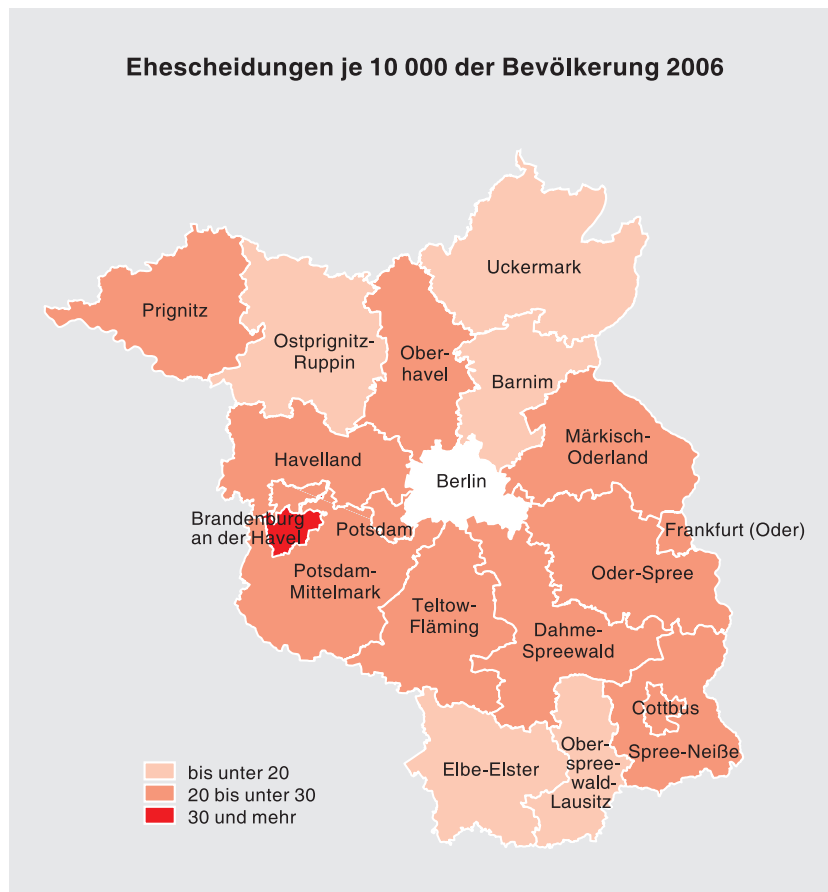 Ehescheidungen je 10 000 der Bevölkerung 2006
Uckermark
Prignitz
Ostprignitz-
Ruppin
Ober-
havel
Barnim
Märkisch-
Oderland
Havelland
Berlin
Brandenburg
an der Havel
Potsdam
Frankfurt (Oder)
Potsdam-
Mittelmark
Oder-Spree
Teltow-
Fläming
Dahme-
Spreewald
Cottbus
Spree-Neiße
Elbe-Elster
Ober-
spree-
wald-
Lausitz
bis unter 20
20 bis unter 30
30 und mehr